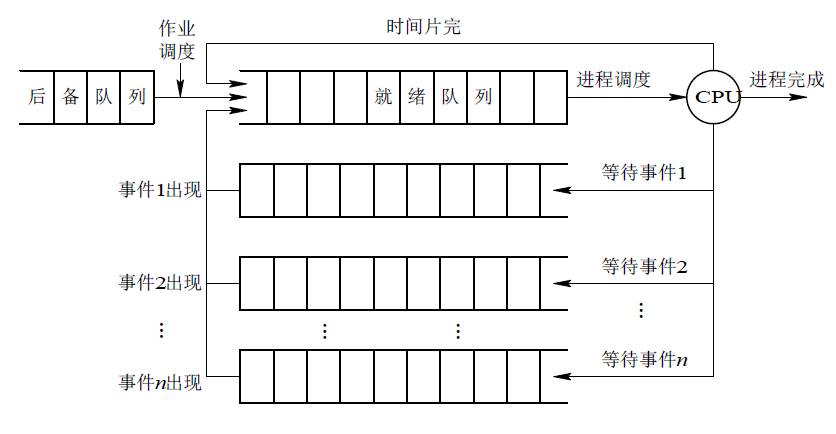 时间片完
作业
调度
后备队列
就绪队列
进程调度
CPU
进程完成
事件1出现
等待事件1
事件2出现
等待事件2
⋮
⋮
⋮
⋮
事件n出现
等待事件n